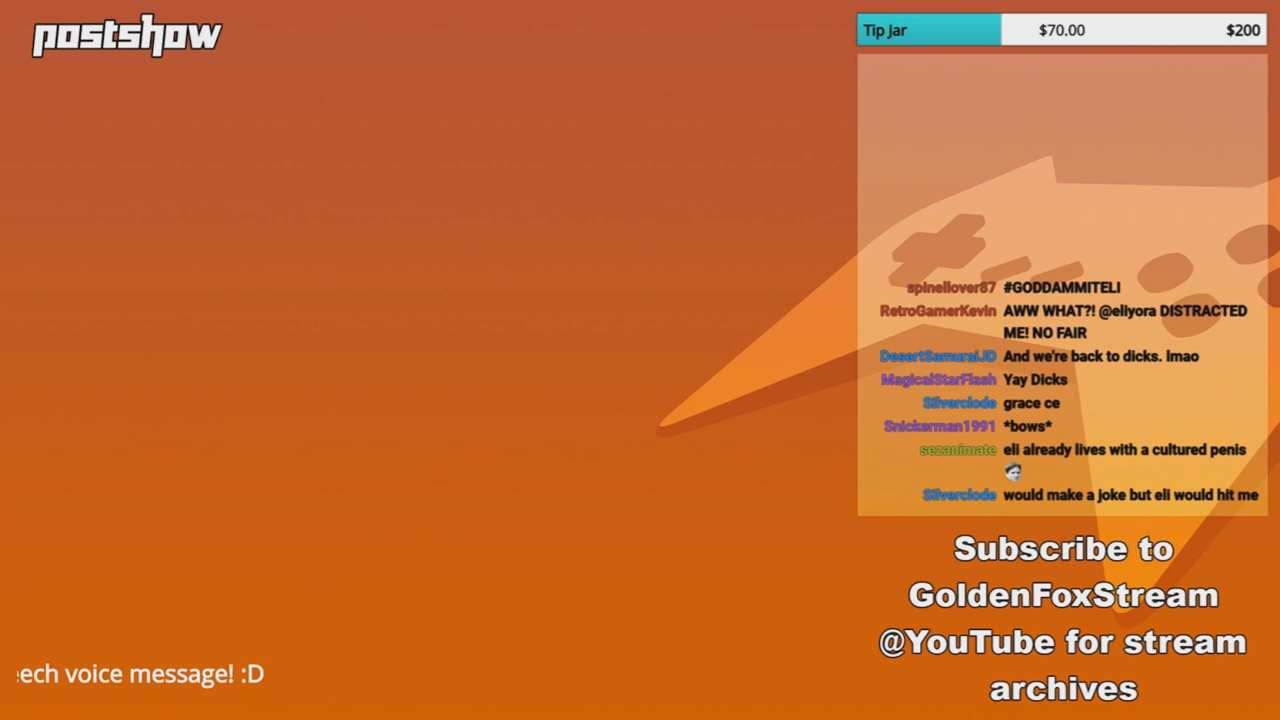 postshow
Tip Jar $70.00 $200
spinellover87 #GODDAMMITELI
RetroGamerKevin AWW WHAT?! @eliyora DISTRACTED
ME! NO FAIR
DesertSamuraiJD And we're back to dicks. lmao
MagicalStarFlash Yay Dicks
Silverclode grace ce
Snickerman1991 *bows*
sezanimate eli already lives with a cultured penis
Silverclode would make a joke but eli would hit me
Subscribe to
GoldenFoxStream
@YouTube for stream
archives
eech voice message! :D